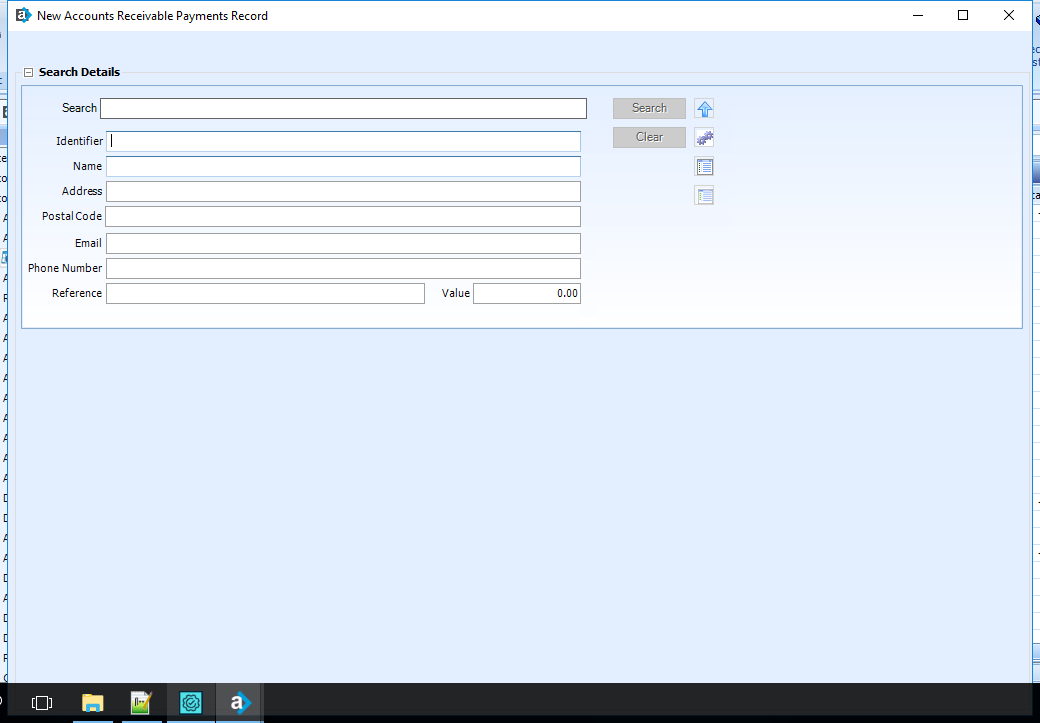 New Accounts Receivable Payments Record
Search Details
Search
Search
Identifier
Clear
Name
Address
Postal Code
Email
Phone Number
Reference
Value 0.00